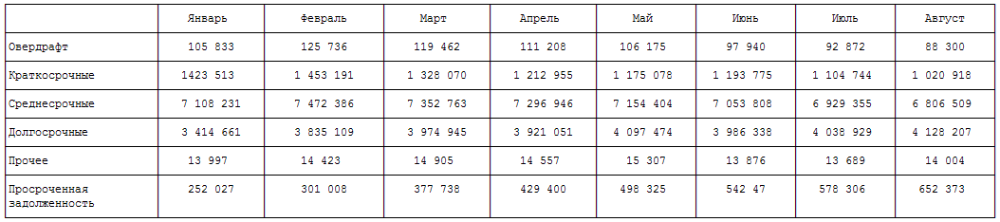 Январь Февраль Март Апрель Май Июнь Июль Август
Овердрафт 105 833 125 736 119 462 111 208 106 175 97 940 92 872 88 300
Краткосрочные 1423 513 1 453 191 1 328 070 1 212 955 1 175 078 1 193 775 1 104 744 1 020 918
Среднесрочные 7 108 231 7 472 386 7 352 763 7 296 946 7 154 404 7 053 808 6 929 355 6 806 509
Долгосрочные 3 414 661 3 835 109 3 974 945 3 921 051 4 097 474 3 986 338 4 038 929 4 128 207
Прочее 13 997 14 423 14 905 14 557 15 307 13 876 13 689 14 004
Просроченная 252 027 301 008 377 738 429 400 498 325 542 47 578 306 652 373
задолженность